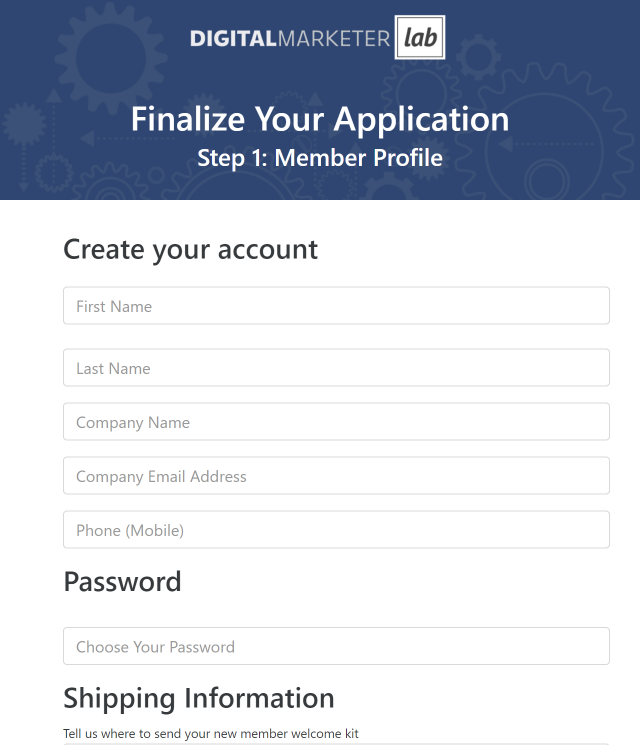 DIGITALMARKETER lab
Finalize Your Application
Step 1: Member Profile
Create your account
First Name
Last Name
Company Name
Company Email Address
Phone (Mobile)
Password
Choose Your Password
Shipping Information
Tell us where to send your new member welcome kit